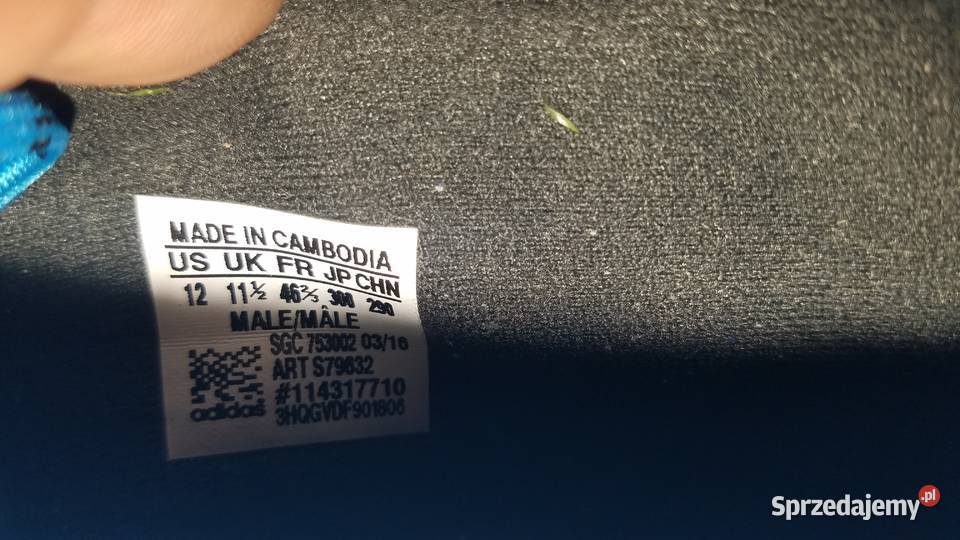 MADE IN CAMBODIA
US UK FR JP CHN
12 11½ 46⅔ 300 290
MALE/MÂLE
SGC 753002 03/16
ART S79632
#114317710
3HQGVDF901806
adidas
Sprzedajemy.pl